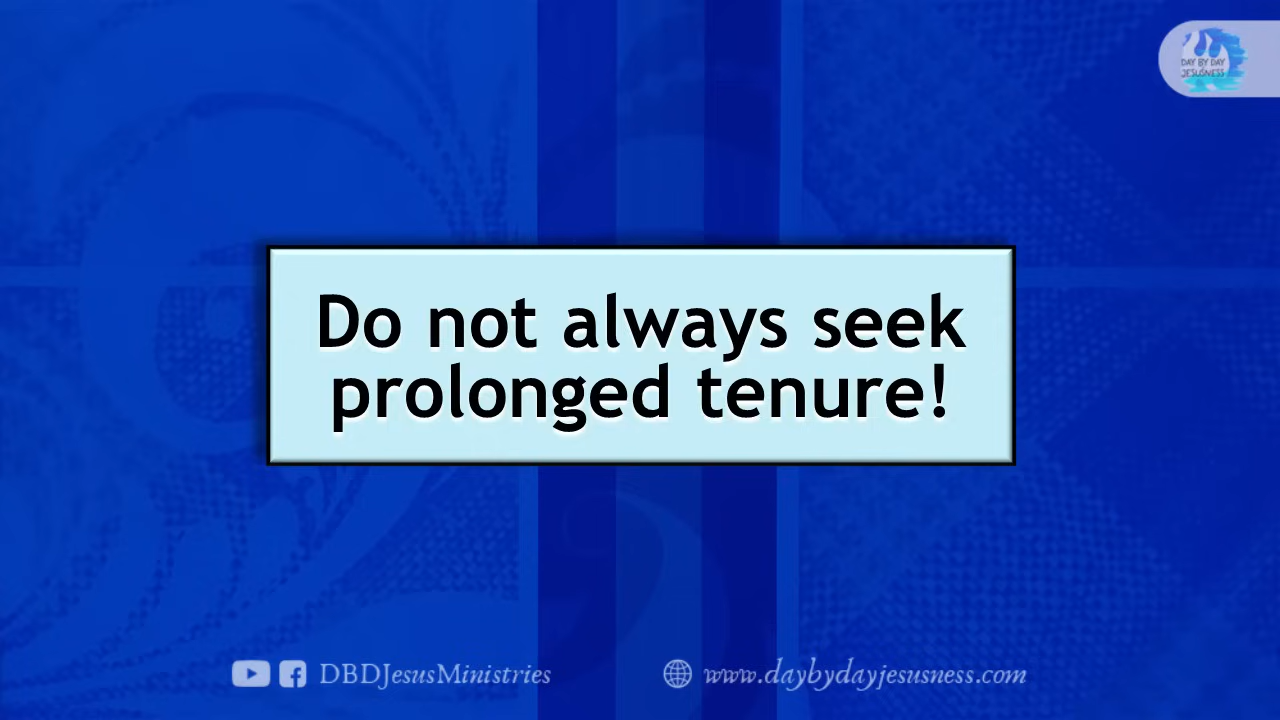 DAY BY DAY
JESUSNESS
Do not always seek
prolonged tenure!
DBDJesusMinistries
www.daybydayjesusness.com